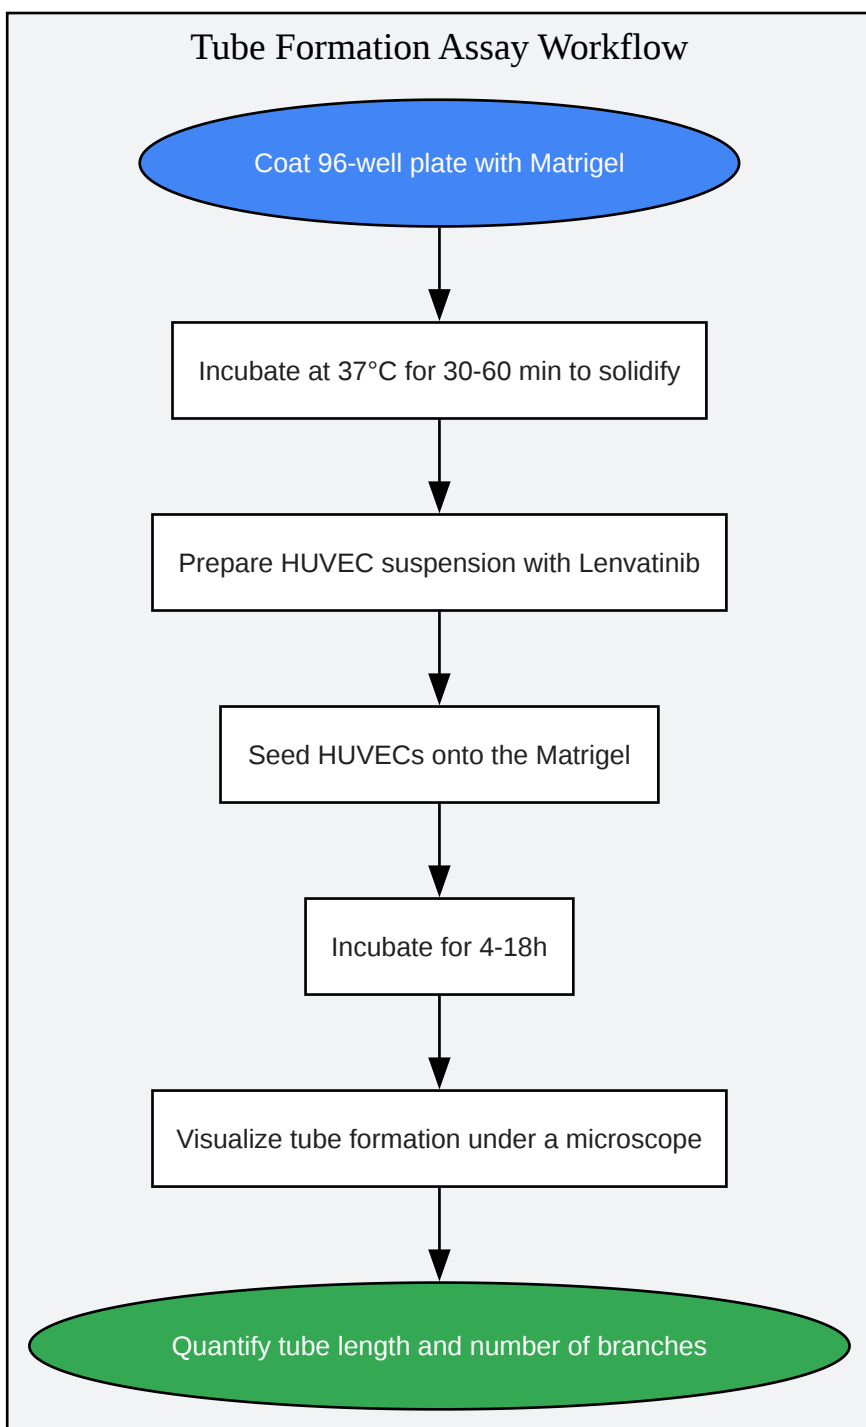 Tube Formation Assay Workflow
Coat 96-well plate with Matrigel
Incubate at 37°C for 30-60 min to solidify
Prepare HUVEC suspension with Lenvatinib
Seed HUVECs onto the Matrigel
Incubate for 4-18h
Visualize tube formation under a microscope
Quantify tube length and number of branches